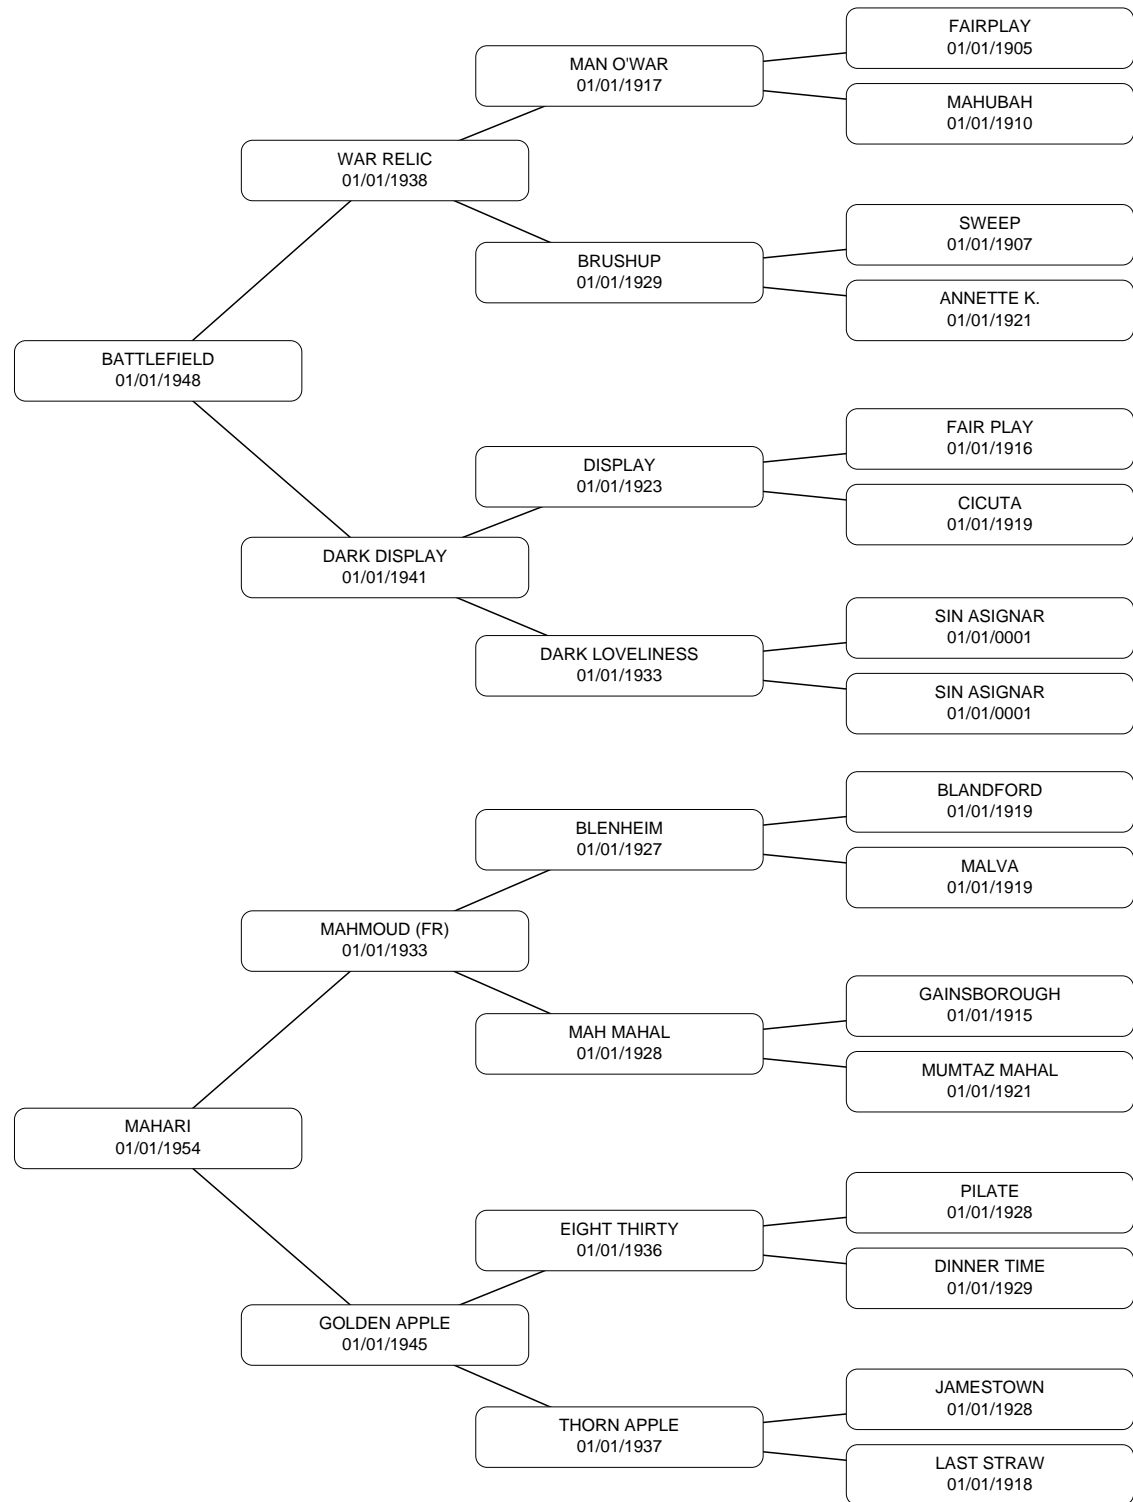 FAIRPLAY
01/01/1905
MAN O'WAR
01/01/1917
MAHUBAH
01/01/1910
WAR RELIC
01/01/1938
SWEEP
01/01/1907
BRUSHUP
01/01/1929
ANNETTE K.
01/01/1921
BATTLEFIELD
01/01/1948
FAIR PLAY
01/01/1916
DISPLAY
01/01/1923
CICUTA
01/01/1919
DARK DISPLAY
01/01/1941
SIN ASIGNAR
01/01/0001
DARK LOVELINESS
01/01/1933
SIN ASIGNAR
01/01/0001
BLANDFORD
01/01/1919
BLENHEIM
01/01/1927
MALVA
01/01/1919
MAHMOUD (FR)
01/01/1933
GAINSBOROUGH
01/01/1915
MAH MAHAL
01/01/1928
MUMTAZ MAHAL
01/01/1921
MAHARI
01/01/1954
PILATE
01/01/1928
EIGHT THIRTY
01/01/1936
DINNER TIME
01/01/1929
GOLDEN APPLE
01/01/1945
JAMESTOWN
01/01/1928
THORN APPLE
01/01/1937
LAST STRAW
01/01/1918